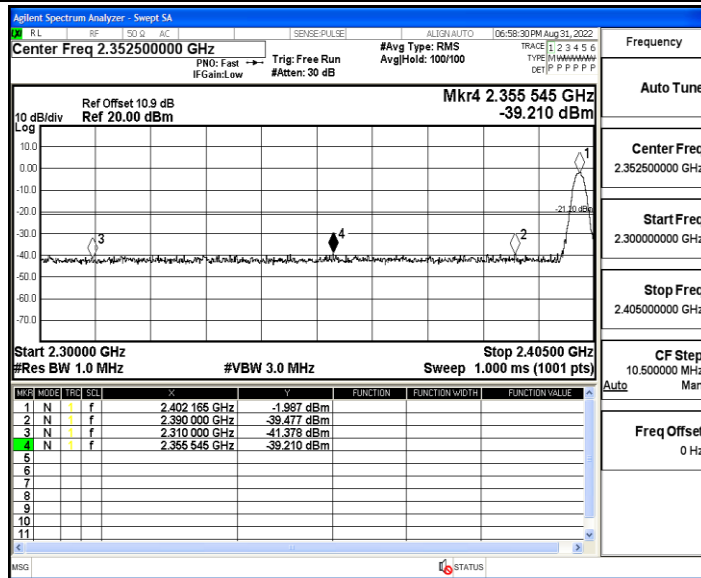 Agilent Spectrum Analyzer - Swept SA
RL RF 50 Ω AC SENSE:PULSE ALIGN AUTO 06:58:30 PM Aug 31, 2022
Center Freq 2.352500000 GHz #Avg Type: RMS TRACE 1 2 3 4 5 6
PNO: Fast Trig: Free Run Avg|Hold: 100/100 TYPE M WWWWW
IFGain:Low #Atten: 30 dB DET P P P P P P
Ref Offset 10.9 dB Mkr4 2.355 545 GHz
10 dB/div Ref 20.00 dBm -39.210 dBm
Log
10.0
0.00
-10.0
-20.0
-30.0
-40.0
-50.0
-60.0
-70.0
1
-21.20 dBm
3
4
2
Start 2.30000 GHz Stop 2.40500 GHz
#Res BW 1.0 MHz #VBW 3.0 MHz Sweep 1.000 ms (1001 pts)
MKR MODE TRC SCL X Y FUNCTION FUNCTION WIDTH FUNCTION VALUE
1 N 1 f 2.402 165 GHz -1.987 dBm
2 N 1 f 2.390 000 GHz -39.477 dBm
3 N 1 f 2.310 000 GHz -41.378 dBm
4 N 1 f 2.355 545 GHz -39.210 dBm
5
6
7
8
9
10
11
MSG STATUS
Frequency
Auto Tune
Center Freq
2.352500000 GHz
Start Freq
2.300000000 GHz
Stop Freq
2.405000000 GHz
CF Step
10.500000 MHz
Auto Man
Freq Offset
0 Hz